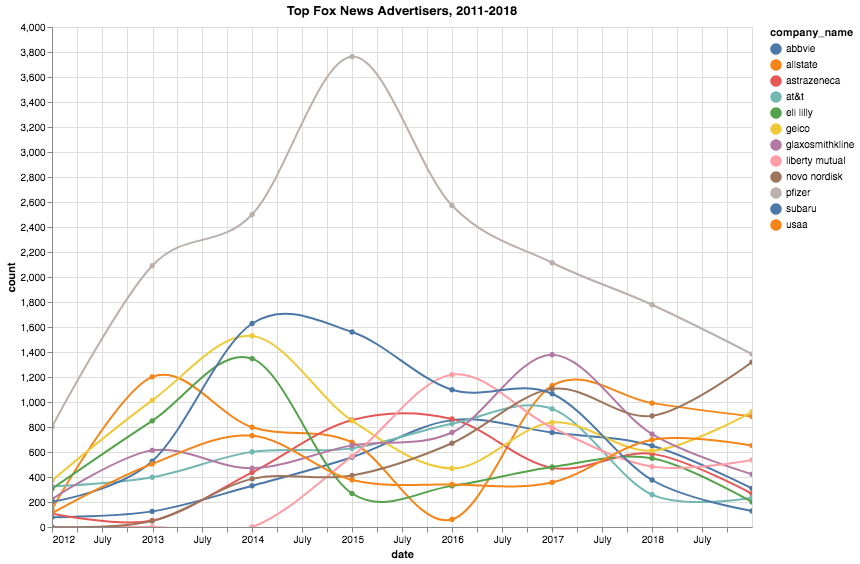 Top Fox News Advertisers, 2011-2018
4,000
3,800
3,600
3,400
3,200
3,000
2,800
2,600
2,400
2,200
2,000
1,800
1,600
1,400
1,200
1,000
800
600
400
200
0
count
2012 July 2013 July 2014 July 2015 July 2016 July 2017 July 2018 July
date
company_name
abbvie
allstate
astrazeneca
at&t
eli lilly
geico
glaxosmithkline
liberty mutual
novo nordisk
pfizer
subaru
usaa